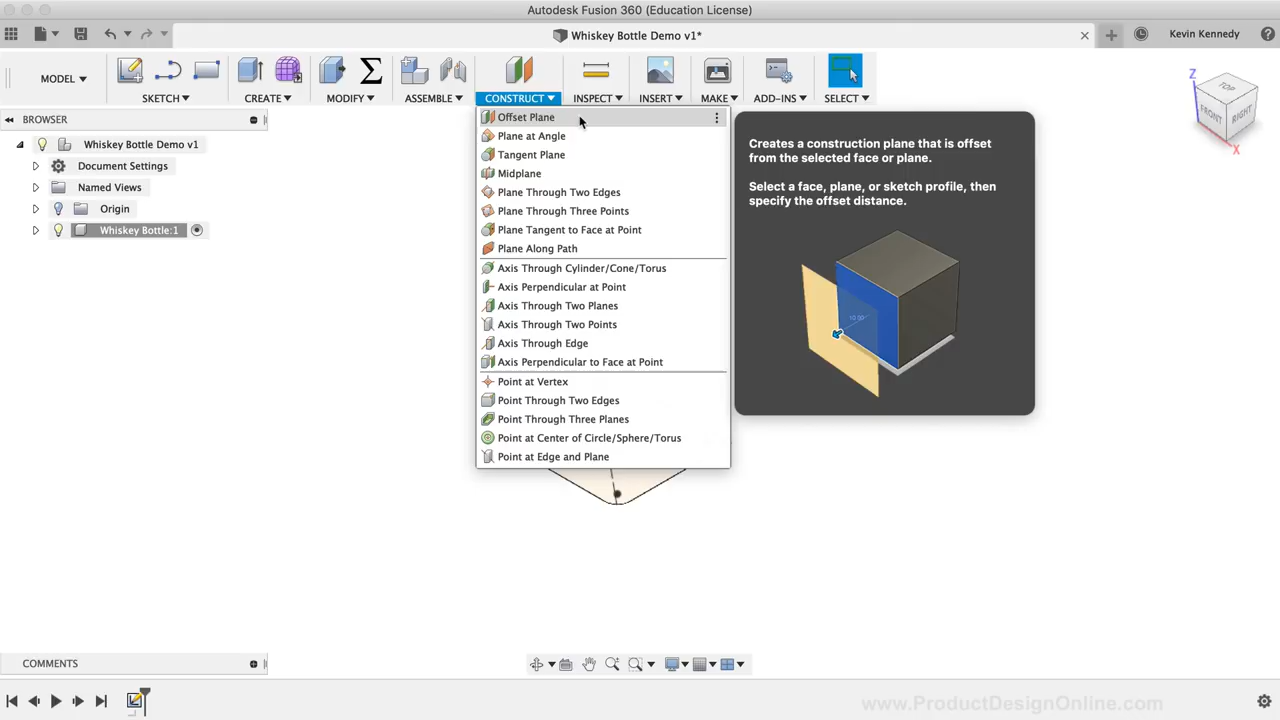 Autodesk Fusion 360 (Education License)
Whiskey Bottle Demo v1*
Kevin Kennedy
MODEL
SKETCH
CREATE
MODIFY
ASSEMBLE
CONSTRUCT
INSPECT
INSERT
MAKE
ADD-INS
SELECT
Z
TOP
FRONT
RIGHT
X
BROWSER
Whiskey Bottle Demo v1
Document Settings
Named Views
Origin
Whiskey Bottle:1
Offset Plane
Plane at Angle
Tangent Plane
Midplane
Plane Through Two Edges
Plane Through Three Points
Plane Tangent to Face at Point
Plane Along Path
Axis Through Cylinder/Cone/Torus
Axis Perpendicular at Point
Axis Through Two Planes
Axis Through Two Points
Axis Through Edge
Axis Perpendicular to Face at Point
Point at Vertex
Point Through Two Edges
Point Through Three Planes
Point at Center of Circle/Sphere/Torus
Point at Edge and Plane
Creates a construction plane that is offset
from the selected face or plane.
Select a face, plane, or sketch profile, then
specify the offset distance.
10.00
COMMENTS
www.ProductDesignOnline.com